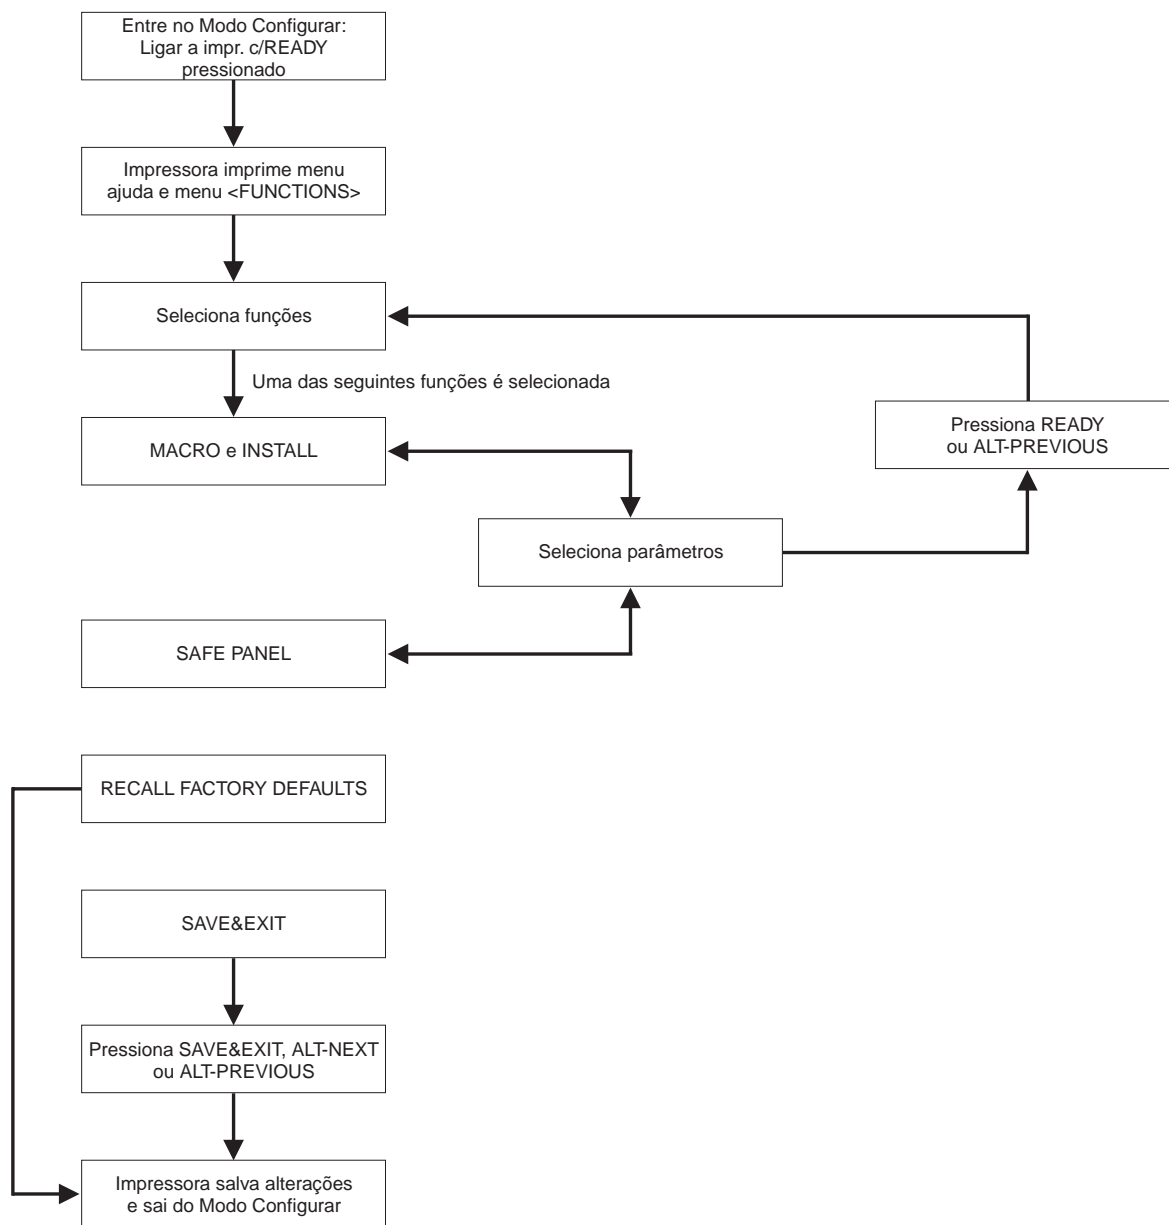 Entre no Modo Configurar:
Ligar a impr. c/READY
pressionado
Impressora imprime menu
ajuda e menu <FUNCTIONS>
Seleciona funções
Uma das seguintes funções é selecionada
MACRO e INSTALL
Pressiona READY
ou ALT-PREVIOUS
Seleciona parâmetros
SAFE PANEL
RECALL FACTORY DEFAULTS
SAVE&EXIT
Pressiona SAVE&EXIT, ALT-NEXT
ou ALT-PREVIOUS
Impressora salva alterações
e sai do Modo Configurar